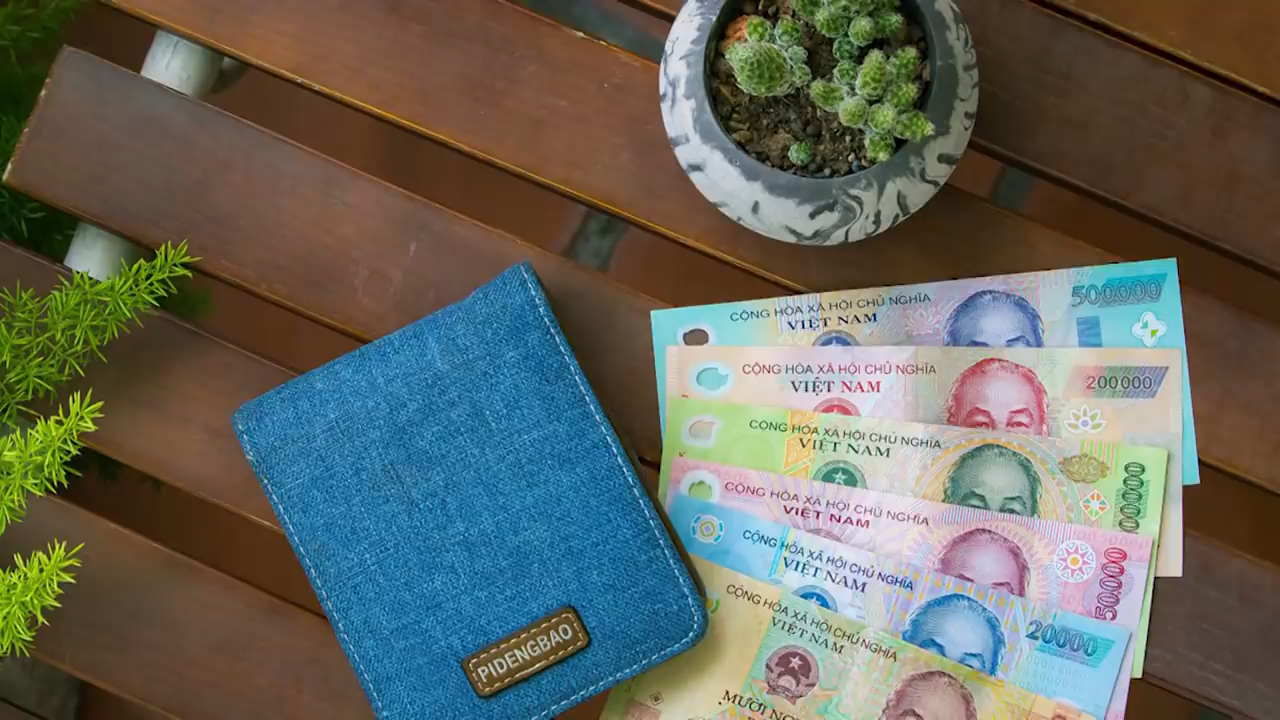 CỘNG HÒA XÃ HỘI CHỦ NGHĨA
VIỆT NAM
500000
CỘNG HÒA XÃ HỘI CHỦ NGHĨA
VIỆT NAM
200000
CỘNG HÒA XÃ HỘI CHỦ NGHĨA
VIỆT NAM
00000
CỘNG HÒA XÃ HỘI CHỦ NGHĨA
VIỆT NAM
50000
CỘNG HÒA XÃ HỘI CHỦ NGHĨA
VIỆT NAM
20000
CỘNG HÒA XÃ HỘI CHỦ NGHĨA
VIỆT NAM
MƯỜI
PIDENGBAO